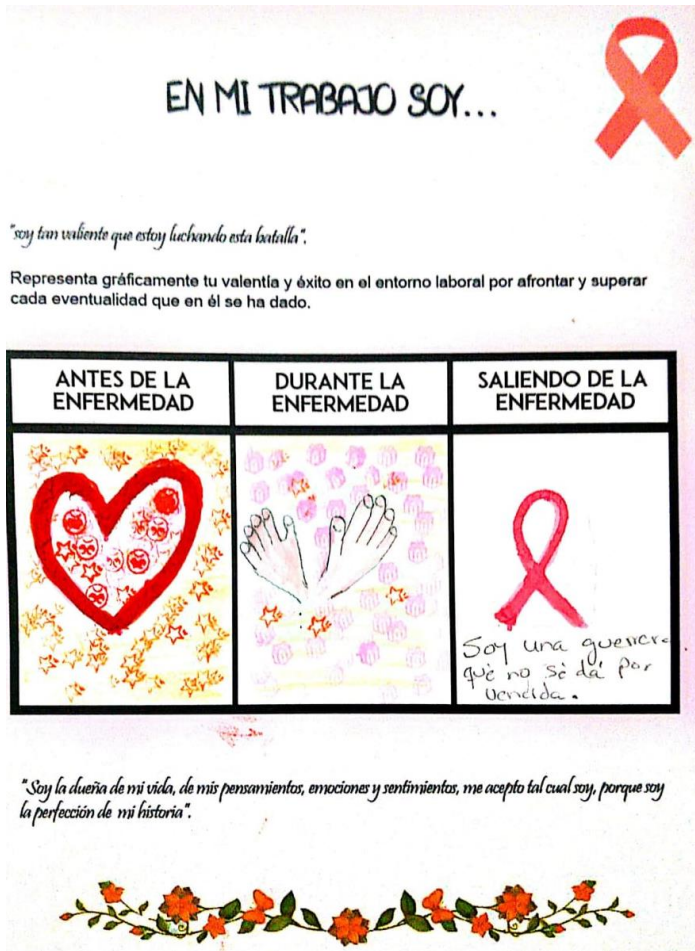 EN MI TRABAJO SOY...
"soy tan valiente que estoy luchando esta batalla".
Representa gráficamente tu valentía y éxito en el entorno laboral por afrontar y superar
cada eventualidad que en él se ha dado.
ANTES DE LA
ENFERMEDAD
DURANTE LA
ENFERMEDAD
SALIENDO DE LA
ENFERMEDAD
Soy una guerrera
què no sè dà por
vendida.
"Soy la dueña de mi vida, de mis pensamientos, emociones y sentimientos, me acepto tal cual soy, porque soy
la perfección de mi historia".